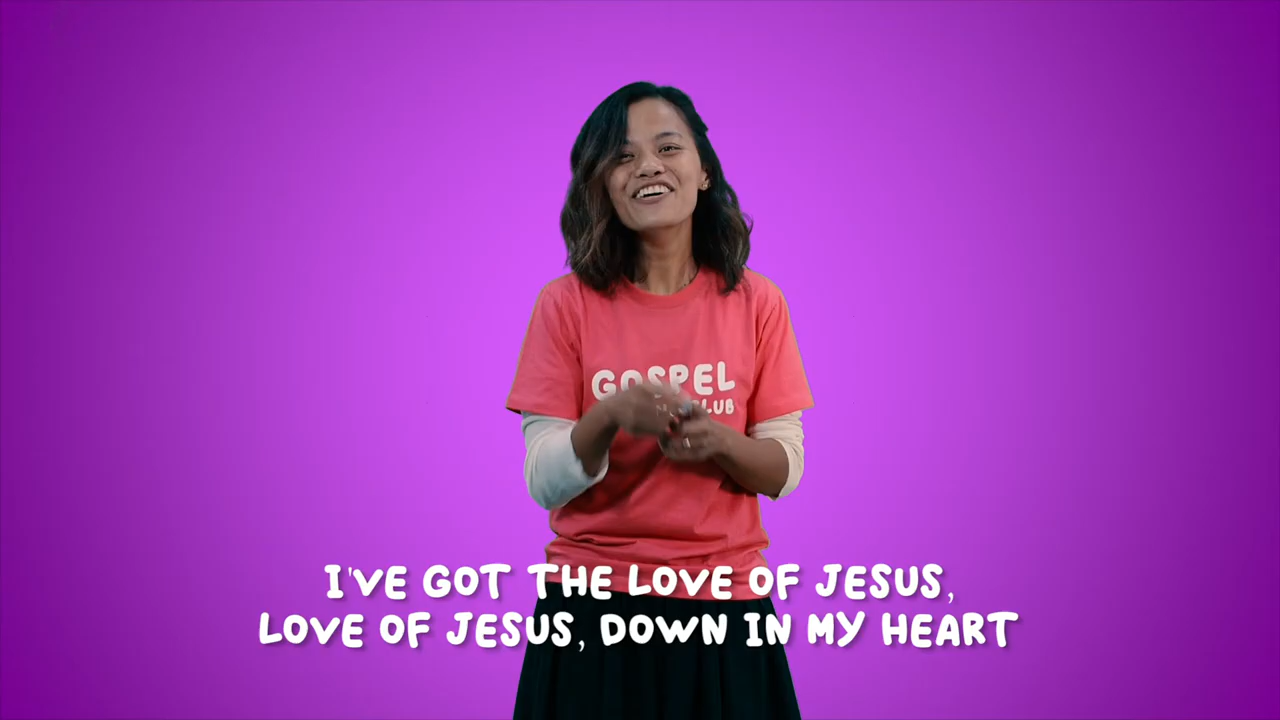 GOSPEL
CLUB
I'VE GOT THE LOVE OF JESUS,
LOVE OF JESUS, DOWN IN MY HEART